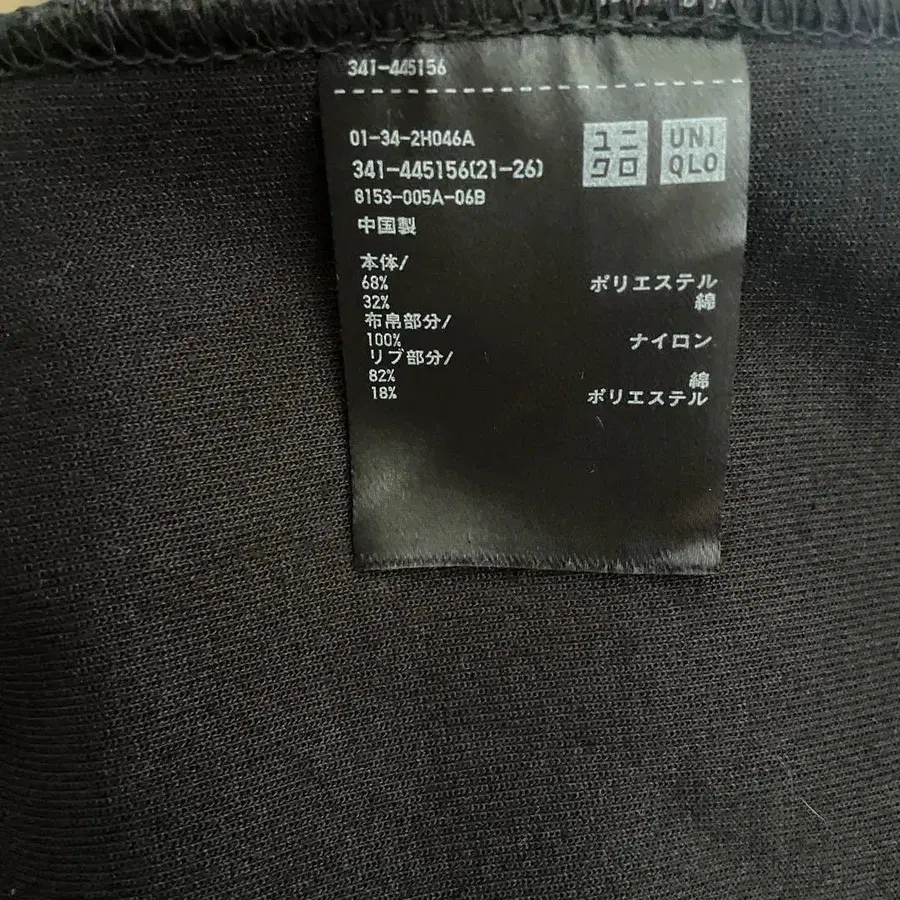 341-445156
01-34-2H046A
341-445156(21-26)
8153-005A-06B
中国製
ユニクロ
UNIQLO
本体/
68% ポリエステル
32% 綿
布帛部分/
100% ナイロン
リブ部分/
82% 綿
18% ポリエステル